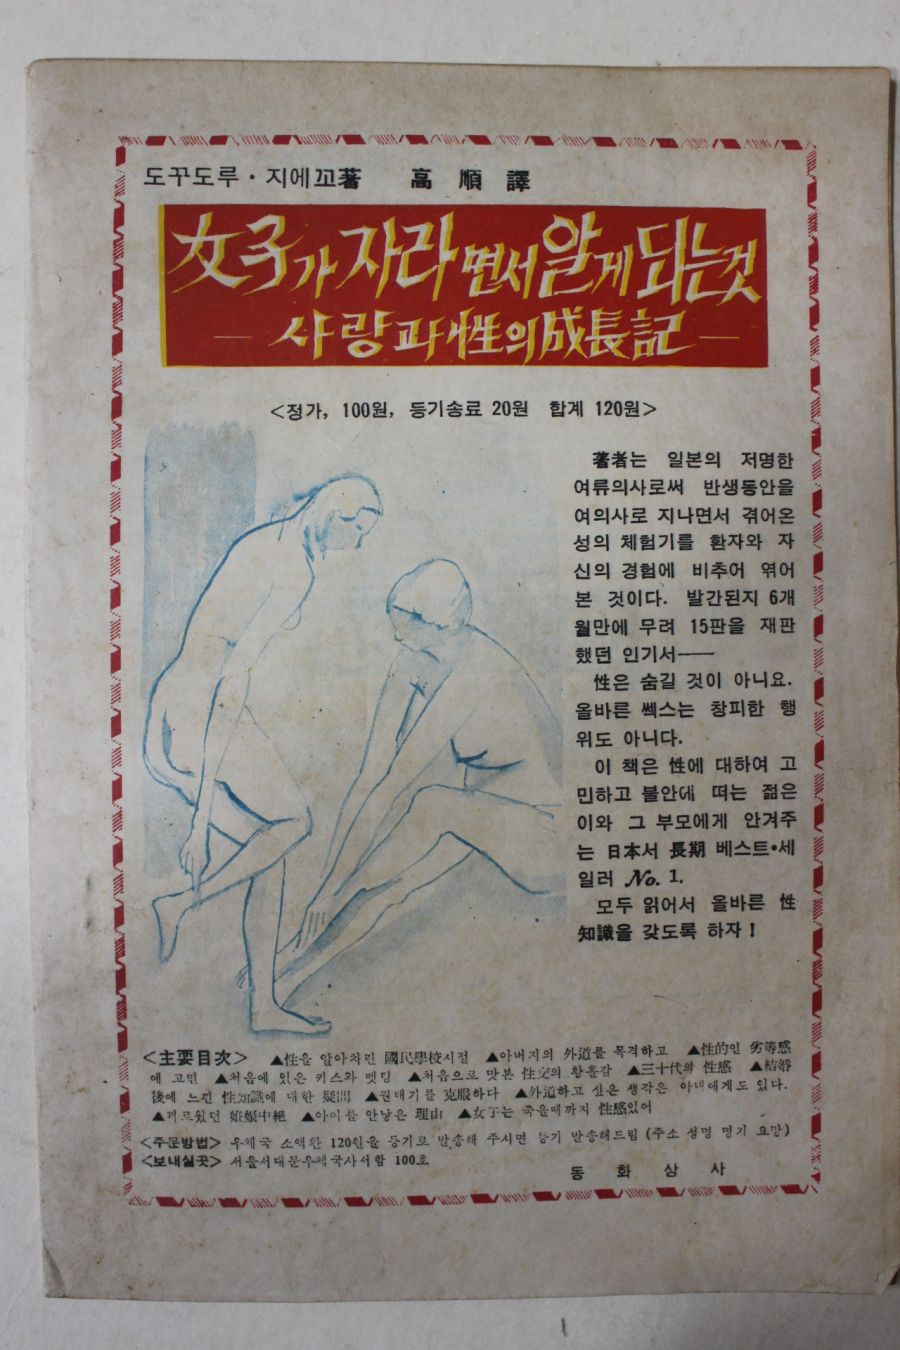 도꾸도루·지에꼬著 高順譯
女子가 자라면서 알게 되는것
— 사랑과 性의 成長記 —
<정가, 100원, 등기송료 20원 합계 120원>
著者는 일본의 저명한
여류의사로써 반생동안을
여의사로 지나면서 겪어온
성의 체험기를 환자와 자
신의 경험에 비추어 엮어
본 것이다. 발간된지 6개
월만에 무려 15판을 재판
했던 인기서──
性은 숨길 것이 아니요.
올바른 쎅스는 창피한 행
위도 아니다.
이 책은 性에 대하여 고
민하고 불안에 떠는 젊은
이와 그 부모에게 안겨주
는 日本서 長期 베스트·세
일러 No. 1.
모두 읽어서 올바른 性
知識을 갖도록 하자!
<主要目次> ▲性을 알아차린 國民學校시절 ▲아버지의 外道를 목격하고 ▲性的인 劣等感
에 고민 ▲처음에 있은 키스와 펫딩 ▲처음으로 맛본 性交의 황홀감 ▲三十代의 性感 ▲結婚
後에 느낀 性知識에 대한 疑問 ▲권태기를 克服하다 ▲外道하고 싶은 생각은 아내에게도 있다.
▲괴로웠던 姙娠中絶 ▲아이를 안낳은 理由 ▲女子는 죽을때까지 性感있어
<주문방법> 우체국 소액환 120원을 등기로 발송해 주시면 등기 발송해드림 (주소 성명 명기 요망)
<보내실곳> 서울서대문우체국사서함 100호
동화상사